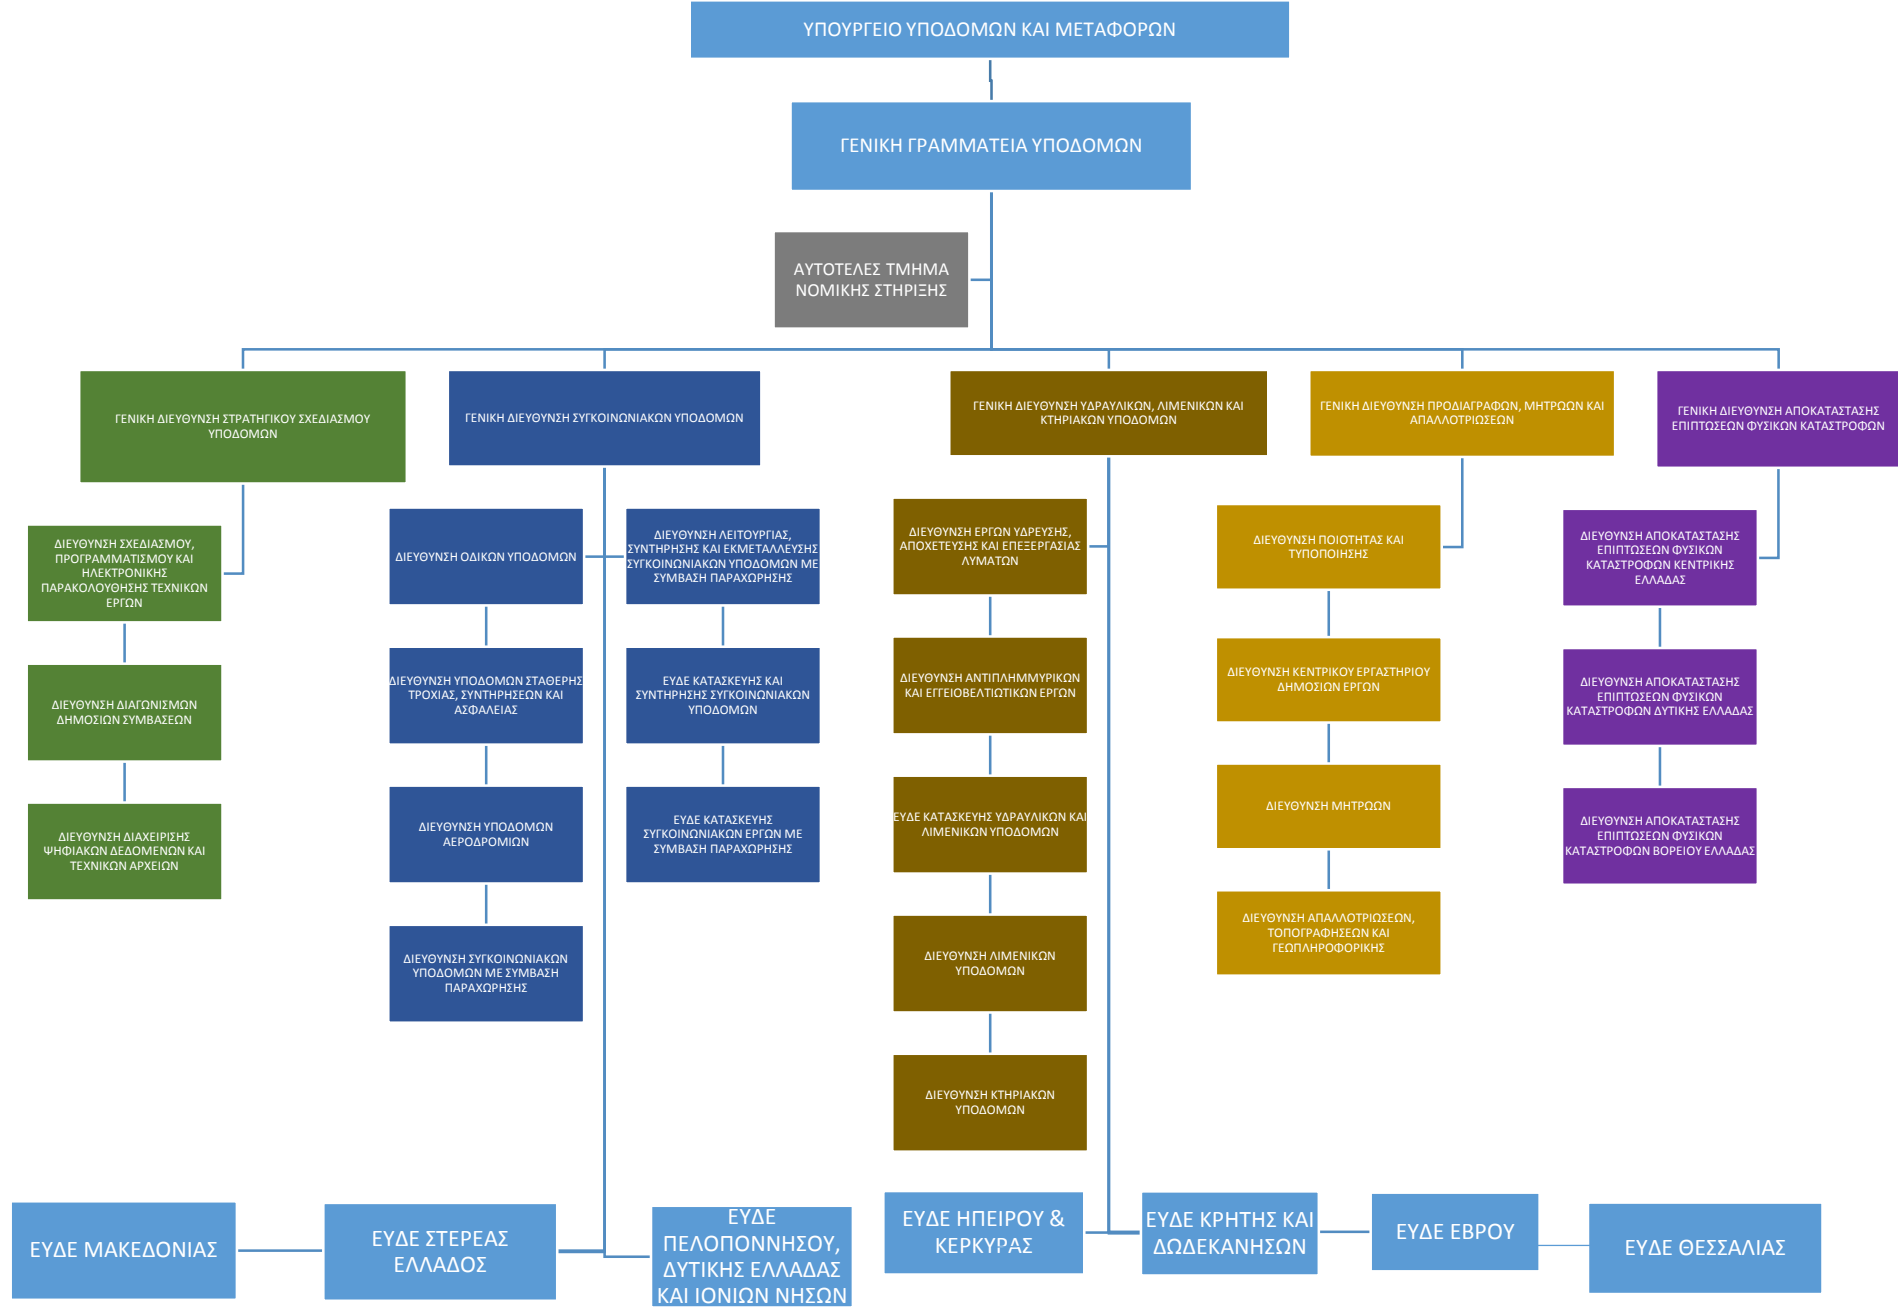 ΥΠΟΥΡΓΕΙΟ ΥΠΟΔΟΜΩΝ ΚΑΙ ΜΕΤΑΦΟΡΩΝ
ΓΕΝΙΚΗ ΓΡΑΜΜΑΤΕΙΑ ΥΠΟΔΟΜΩΝ
ΑΥΤΟΤΕΛΕΣ ΤΜΗΜΑ
ΝΟΜΙΚΗΣ ΣΤΗΡΙΞΗΣ
ΓΕΝΙΚΗ ΔΙΕΥΘΥΝΣΗ ΣΤΡΑΤΗΓΙΚΟΥ ΣΧΕΔΙΑΣΜΟΥ
ΥΠΟΔΟΜΩΝ
ΔΙΕΥΘΥΝΣΗ ΣΧΕΔΙΑΣΜΟΥ,
ΠΡΟΓΡΑΜΜΑΤΙΣΜΟΥ ΚΑΙ
ΗΛΕΚΤΡΟΝΙΚΗΣ
ΠΑΡΑΚΟΛΟΥΘΗΣΗΣ ΤΕΧΝΙΚΩΝ
ΕΡΓΩΝ
ΔΙΕΥΘΥΝΣΗ ΔΙΑΓΩΝΙΣΜΩΝ
ΔΗΜΟΣΙΩΝ ΣΥΜΒΑΣΕΩΝ
ΔΙΕΥΘΥΝΣΗ ΔΙΑΧΕΙΡΙΣΗΣ
ΨΗΦΙΑΚΩΝ ΔΕΔΟΜΕΝΩΝ ΚΑΙ
ΤΕΧΝΙΚΩΝ ΑΡΧΕΙΩΝ
ΓΕΝΙΚΗ ΔΙΕΥΘΥΝΣΗ ΣΥΓΚΟΙΝΩΝΙΑΚΩΝ ΥΠΟΔΟΜΩΝ
ΔΙΕΥΘΥΝΣΗ ΟΔΙΚΩΝ ΥΠΟΔΟΜΩΝ
ΔΙΕΥΘΥΝΣΗ ΥΠΟΔΟΜΩΝ ΣΤΑΘΕΡΗΣ
ΤΡΟΧΙΑΣ, ΣΥΝΤΗΡΗΣΕΩΝ ΚΑΙ
ΑΣΦΑΛΕΙΑΣ
ΔΙΕΥΘΥΝΣΗ ΥΠΟΔΟΜΩΝ
ΑΕΡΟΔΡΟΜΙΩΝ
ΔΙΕΥΘΥΝΣΗ ΣΥΓΚΟΙΝΩΝΙΑΚΩΝ
ΥΠΟΔΟΜΩΝ ΜΕ ΣΥΜΒΑΣΗ
ΠΑΡΑΧΩΡΗΣΗΣ
ΔΙΕΥΘΥΝΣΗ ΛΕΙΤΟΥΡΓΙΑΣ,
ΣΥΝΤΗΡΗΣΗΣ ΚΑΙ ΕΚΜΕΤΑΛΛΕΥΣΗΣ
ΣΥΓΚΟΙΝΩΝΙΑΚΩΝ ΥΠΟΔΟΜΩΝ ΜΕ
ΣΥΜΒΑΣΗ ΠΑΡΑΧΩΡΗΣΗΣ
ΕΥΔΕ ΚΑΤΑΣΚΕΥΗΣ ΚΑΙ
ΣΥΝΤΗΡΗΣΗΣ ΣΥΓΚΟΙΝΩΝΙΑΚΩΝ
ΥΠΟΔΟΜΩΝ
ΕΥΔΕ ΚΑΤΑΣΚΕΥΗΣ
ΣΥΓΚΟΙΝΩΝΙΑΚΩΝ ΕΡΓΩΝ ΜΕ
ΣΥΜΒΑΣΗ ΠΑΡΑΧΩΡΗΣΗΣ
ΓΕΝΙΚΗ ΔΙΕΥΘΥΝΣΗ ΥΔΡΑΥΛΙΚΩΝ, ΛΙΜΕΝΙΚΩΝ ΚΑΙ
ΚΤΗΡΙΑΚΩΝ ΥΠΟΔΟΜΩΝ
ΔΙΕΥΘΥΝΣΗ ΕΡΓΩΝ ΥΔΡΕΥΣΗΣ,
ΑΠΟΧΕΤΕΥΣΗΣ ΚΑΙ ΕΠΕΞΕΡΓΑΣΙΑΣ
ΛΥΜΑΤΩΝ
ΔΙΕΥΘΥΝΣΗ ΑΝΤΙΠΛΗΜΜΥΡΙΚΩΝ
ΚΑΙ ΕΓΓΕΙΟΒΕΛΤΙΩΤΙΚΩΝ ΕΡΓΩΝ
ΕΥΔΕ ΚΑΤΑΣΚΕΥΗΣ ΥΔΡΑΥΛΙΚΩΝ ΚΑΙ
ΛΙΜΕΝΙΚΩΝ ΥΠΟΔΟΜΩΝ
ΔΙΕΥΘΥΝΣΗ ΛΙΜΕΝΙΚΩΝ
ΥΠΟΔΟΜΩΝ
ΔΙΕΥΘΥΝΣΗ ΚΤΗΡΙΑΚΩΝ
ΥΠΟΔΟΜΩΝ
ΓΕΝΙΚΗ ΔΙΕΥΘΥΝΣΗ ΠΡΟΔΙΑΓΡΑΦΩΝ, ΜΗΤΡΩΩΝ ΚΑΙ
ΑΠΑΛΛΟΤΡΙΩΣΕΩΝ
ΔΙΕΥΘΥΝΣΗ ΠΟΙΟΤΗΤΑΣ ΚΑΙ
ΤΥΠΟΠΟΙΗΣΗΣ
ΔΙΕΥΘΥΝΣΗ ΚΕΝΤΡΙΚΟΥ ΕΡΓΑΣΤΗΡΙΟΥ
ΔΗΜΟΣΙΩΝ ΕΡΓΩΝ
ΔΙΕΥΘΥΝΣΗ ΜΗΤΡΩΩΝ
ΔΙΕΥΘΥΝΣΗ ΑΠΑΛΛΟΤΡΙΩΣΕΩΝ,
ΤΟΠΟΓΡΑΦΗΣΕΩΝ ΚΑΙ
ΓΕΩΠΛΗΡΟΦΟΡΙΚΗΣ
ΓΕΝΙΚΗ ΔΙΕΥΘΥΝΣΗ ΑΠΟΚΑΤΑΣΤΑΣΗΣ
ΕΠΙΠΤΩΣΕΩΝ ΦΥΣΙΚΩΝ ΚΑΤΑΣΤΡΟΦΩΝ
ΔΙΕΥΘΥΝΣΗ ΑΠΟΚΑΤΑΣΤΑΣΗΣ
ΕΠΙΠΤΩΣΕΩΝ ΦΥΣΙΚΩΝ
ΚΑΤΑΣΤΡΟΦΩΝ ΚΕΝΤΡΙΚΗΣ
ΕΛΛΑΔΑΣ
ΔΙΕΥΘΥΝΣΗ ΑΠΟΚΑΤΑΣΤΑΣΗΣ
ΕΠΙΠΤΩΣΕΩΝ ΦΥΣΙΚΩΝ
ΚΑΤΑΣΤΡΟΦΩΝ ΔΥΤΙΚΗΣ ΕΛΛΑΔΑΣ
ΔΙΕΥΘΥΝΣΗ ΑΠΟΚΑΤΑΣΤΑΣΗΣ
ΕΠΙΠΤΩΣΕΩΝ ΦΥΣΙΚΩΝ
ΚΑΤΑΣΤΡΟΦΩΝ ΒΟΡΕΙΟΥ ΕΛΛΑΔΑΣ
ΕΥΔΕ ΜΑΚΕΔΟΝΙΑΣ
ΕΥΔΕ ΣΤΕΡΕΑΣ
ΕΛΛΑΔΟΣ
ΕΥΔΕ
ΠΕΛΟΠΟΝΝΗΣΟΥ,
ΔΥΤΙΚΗΣ ΕΛΛΑΔΑΣ
ΚΑΙ ΙΟΝΙΩΝ ΝΗΣΩΝ
ΕΥΔΕ ΗΠΕΙΡΟΥ &
ΚΕΡΚΥΡΑΣ
ΕΥΔΕ ΚΡΗΤΗΣ ΚΑΙ
ΔΩΔΕΚΑΝΗΣΩΝ
ΕΥΔΕ ΕΒΡΟΥ
ΕΥΔΕ ΘΕΣΣΑΛΙΑΣ